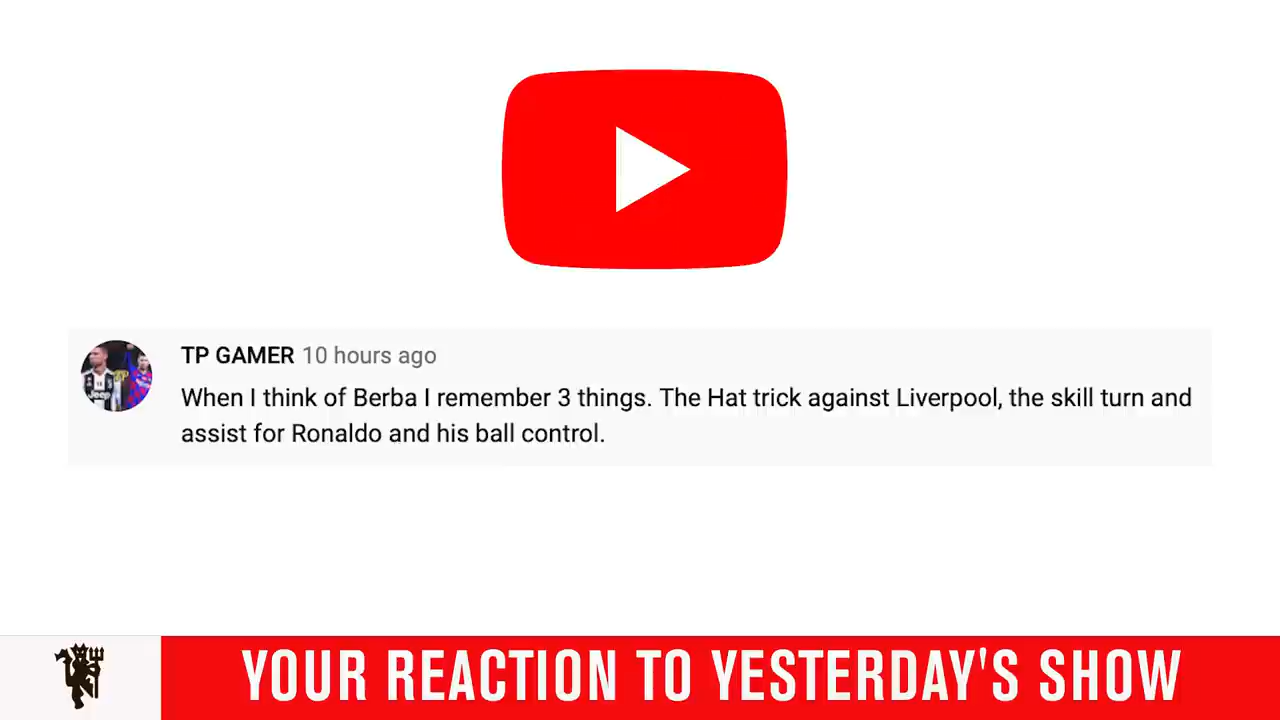 TP GAMER 10 hours ago
When I think of Berba I remember 3 things. The Hat trick against Liverpool, the skill turn and
assist for Ronaldo and his ball control.
YOUR REACTION TO YESTERDAY'S SHOW